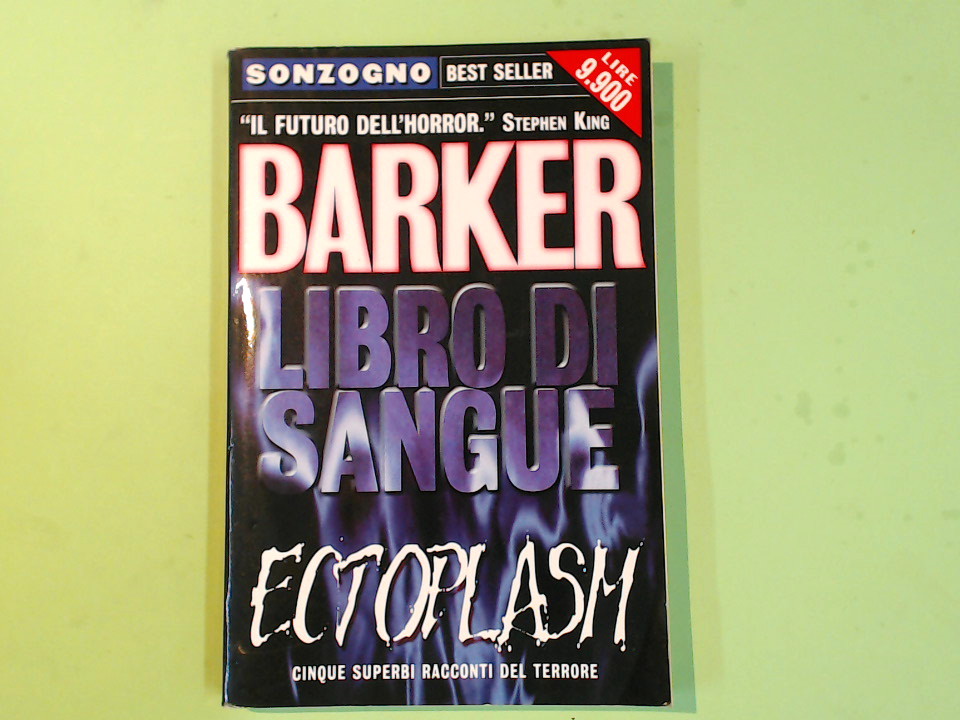 SONZOGNO BEST SELLER
LIRE
9.900
“IL FUTURO DELL'HORROR.” STEPHEN KING
BARKER
LIBRO DI
SANGUE
ECTOPLASM
CINQUE SUPERBI RACCONTI DEL TERRORE